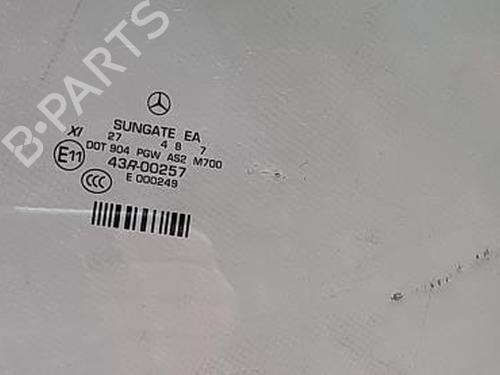 B-PARTS
SUNGATE EA
27 4 8 7
XI
DOT 904 PGW AS2 M700
E11
43R-00257
CCC
E 000249